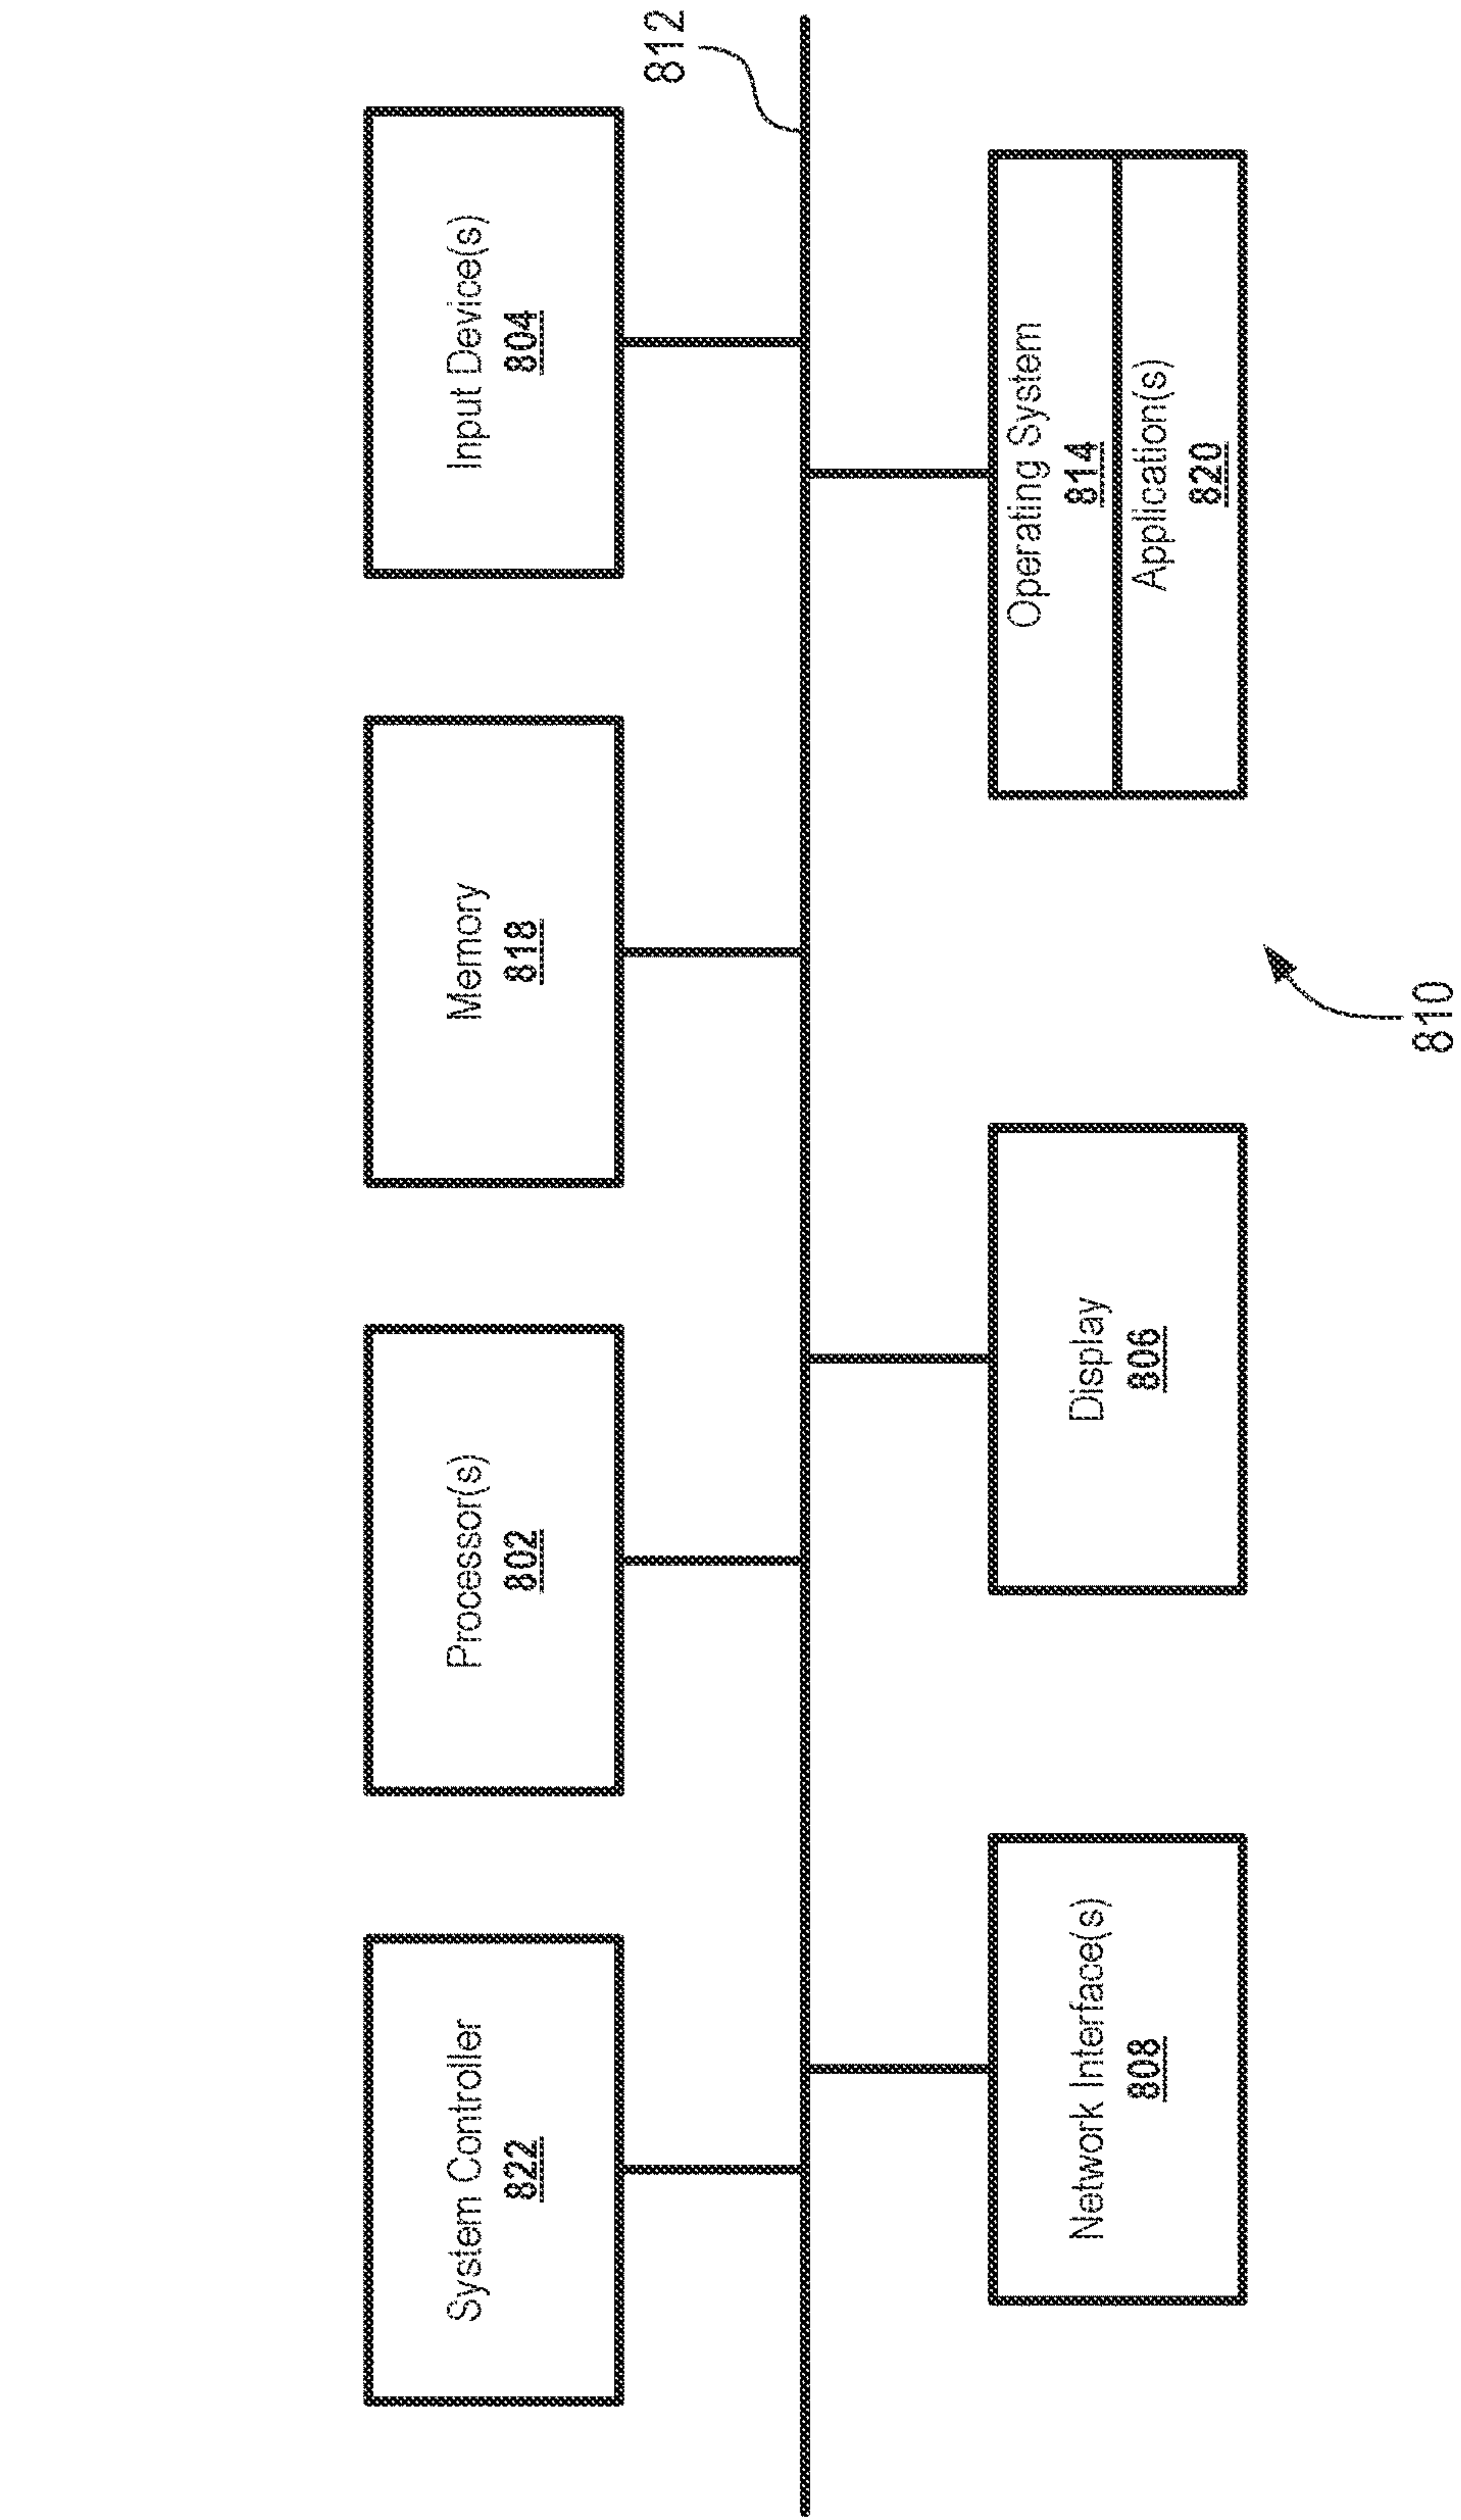 System Controller
822
Processor(s)
802
Memory
818
Input Device(s)
804
812
Network Interface(s)
808
Display
806
Operating System
814
Application(s)
820
810